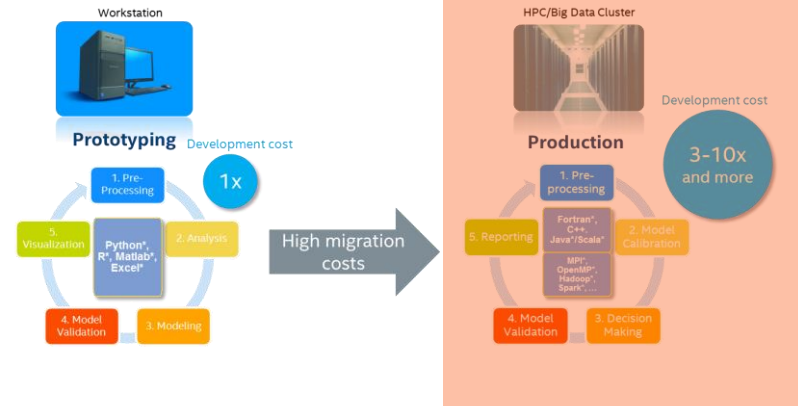 Workstation
Prototyping
Development cost
1x
1. Pre-
Processing
2. Analysis
3. Modeling
4. Model
Validation
5.
Visualization
Python*,
R*, Matlab*,
Excel*
High migration
costs
HPC/Big Data Cluster
Production
Development cost
3-10x
and more
1. Pre-
processing
2. Model
Calibration
3. Decision
Making
4. Model
Validation
5. Reporting
Fortran*,
C++,
Java*/Scala*
MPI*,
OpenMP*,
Hadoop*,
Spark*, ...